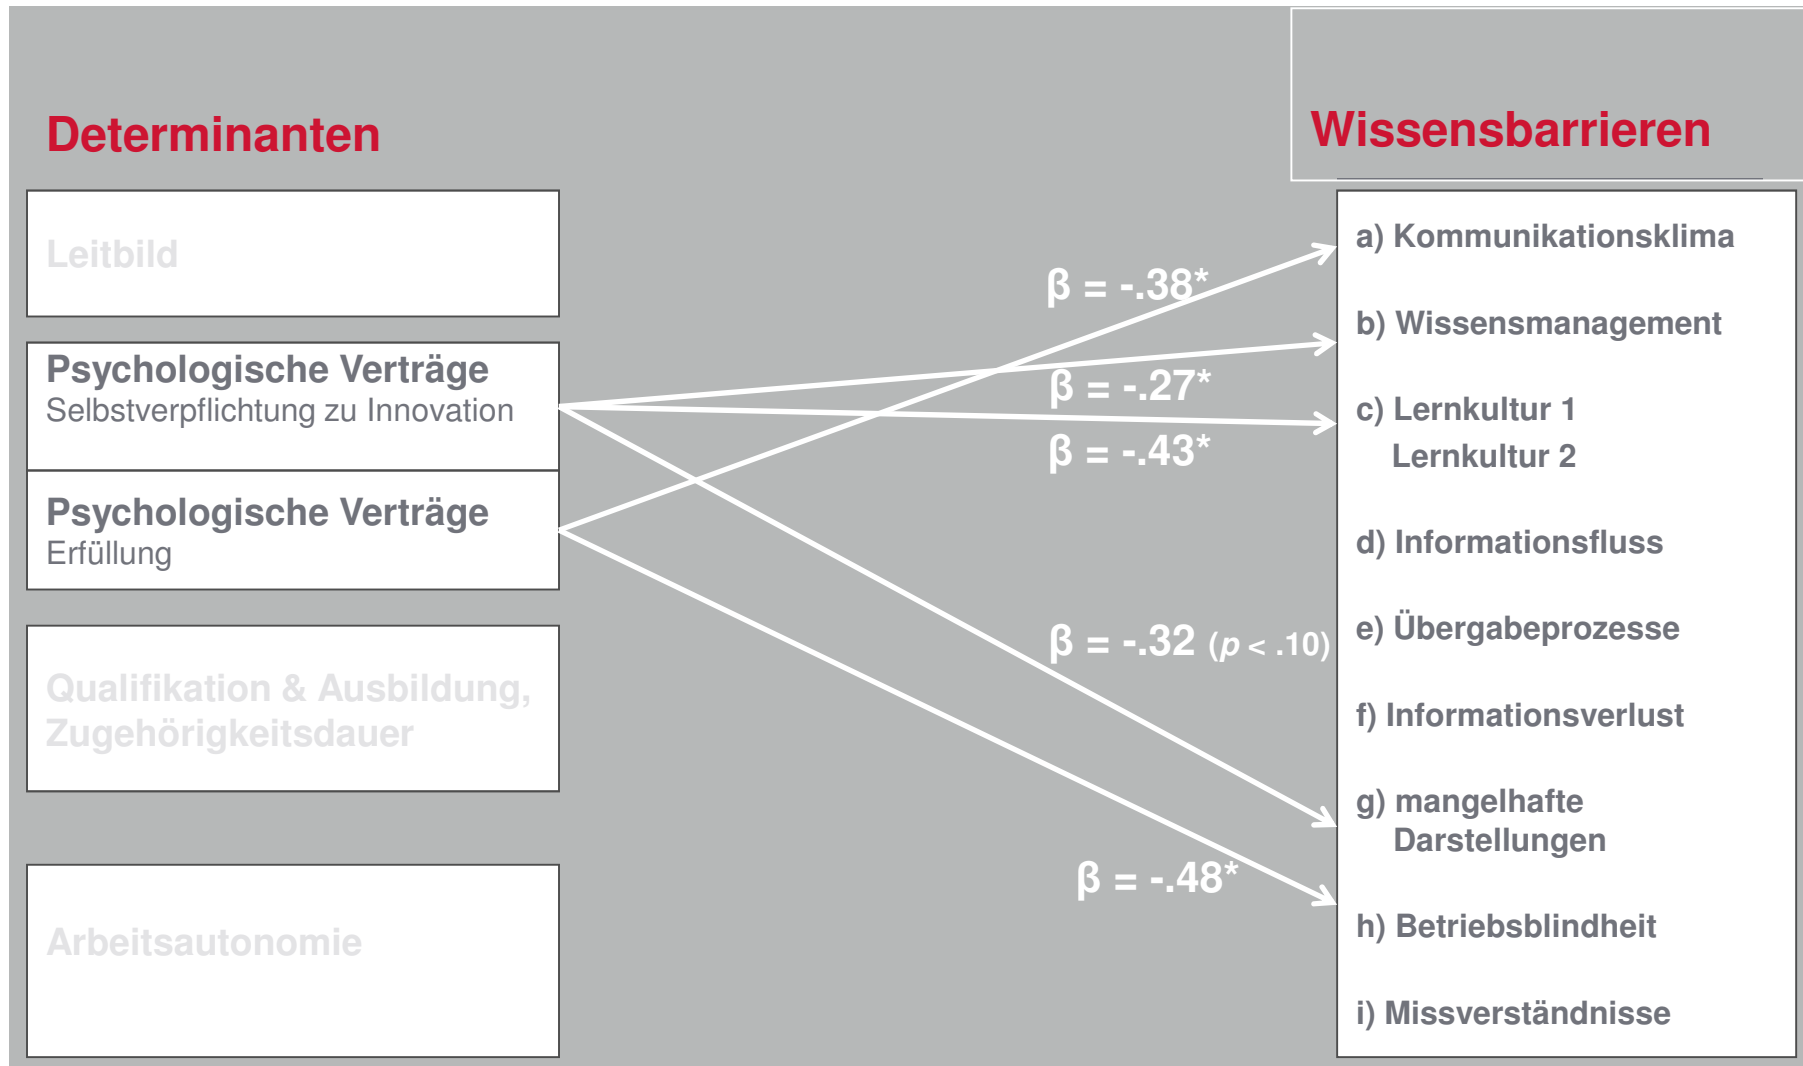 Determinanten
Wissensbarrieren
Leitbild
Psychologische Verträge
Selbstverpflichtung zu Innovation
Psychologische Verträge
Erfüllung
Qualifikation & Ausbildung,
Zugehörigkeitsdauer
Arbeitsautonomie
β = -.38*
β = -.27*
β = -.43*
β = -.32 (p < .10)
β = -.48*
a) Kommunikationsklima
b) Wissensmanagement
c) Lernkultur 1
Lernkultur 2
d) Informationsfluss
e) Übergabeprozesse
f) Informationsverlust
g) mangelhafte
Darstellungen
h) Betriebsblindheit
i) Missverständnisse